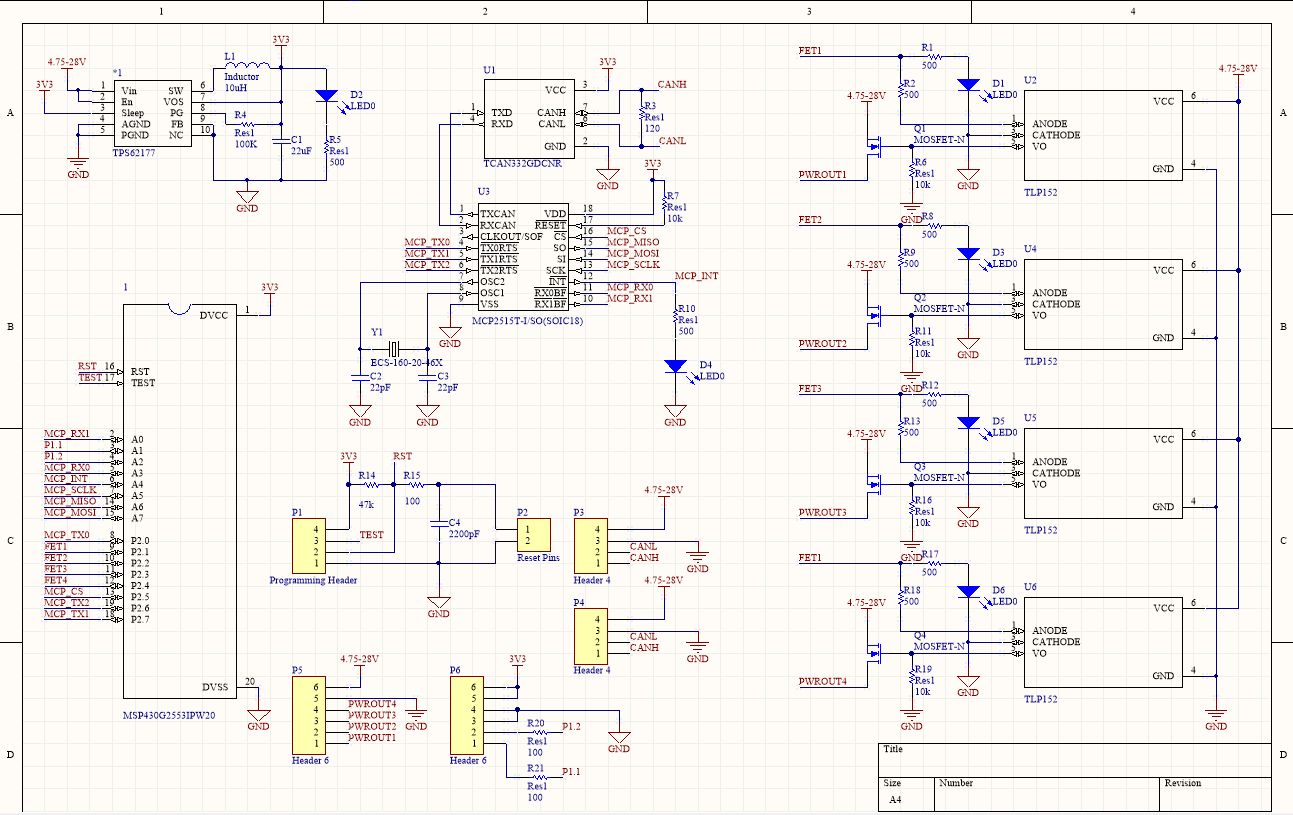 1 2 3 4
A
B
C
D
4.75-28V
3V3
*1
1 Vin
2 En
3 Sleep
4 AGND
5 PGND
SW 6
VOS 7
PG 8
FB 9
NC 10
TPS62177
GND
L1
Inductor
10uH
3V3
R4
Res1
100K
C1
22uF
D2
LED0
R5
Res1
500
GND
U1
1 TXD
4 RXD
VCC 3
CANH 7
CANL
GND 2
TCAN332GDCNR
3V3
CANH
R3
Res1
120
CANL
GND
3V3
R7
Res1
10k
U3
1 TXCAN
2 RXCAN
3 CLKOUT/SOF
MCP_TX0 4 TX0RTS
MCP_TX1 5 TX1RTS
MCP_TX2 6 TX2RTS
7 OSC2
8 OSC1
9 VSS
VDD 18
RESET 17
CS 16 MCP_CS
SO 15 MCP_MISO
SI 14 MCP_MOSI
SCK 13 MCP_SCLK
INT 12 MCP_INT
RX0BF 11 MCP_RX0
RX1BF 10 MCP_RX1
MCP2515T-I/SO(SOIC18)
GND
Y1
ECS-160-20-46X
C2
22pF
C3
22pF
GND
GND
R10
Res1
500
D4
LED0
GND
1
DVCC 1
3V3
RST 16 RST
TEST 17 TEST
MCP_RX1 2 A0
P1.1 A1
P1.2 A2
MCP_RX0 A3
MCP_INT A4
MCP_SCLK A5
MCP_MISO 14 A6
MCP_MOSI 15 A7
MCP_TX0 8 P2.0
FET1 9 P2.1
FET2 10 P2.2
FET3 P2.3
FET4 P2.4
MCP_CS 13 P2.5
MCP_TX2 19 P2.6
MCP_TX1 18 P2.7
DVSS 20
MSP430G2553IPW20
GND
3V3
RST
R14
47k
R15
100
C4
2200pF
P1
4
3
2
1
TEST
Programming Header
GND
P2
1
2
Reset Pins
P3
4
3
2
1
4.75-28V
CANL
CANH
GND
Header 4
P4
4
3
2
1
4.75-28V
CANL
CANH
GND
Header 4
P5
6
5
4
3
2
1
4.75-28V
PWROUT4
PWROUT3
PWROUT2
PWROUT1
GND
Header 6
P6
6
5
4
3
2
1
3V3
GND
R20
Res1
100
P1.2
R21
Res1
100
P1.1
Header 6
FET1
R1
500
R2
500
D1
LED0
4.75-28V
Q1
MOSFET-N
R6
Res1
10k
PWROUT1
GND
GND
U2
ANODE
CATHODE
VO
VCC 6
GND 4
TLP152
4.75-28V
FET2
R8
500
R9
500
D3
LED0
4.75-28V
Q2
MOSFET-N
R11
Res1
10k
PWROUT2
GND
GND
U4
ANODE
CATHODE
VO
VCC 6
GND 4
TLP152
FET3
R12
500
R13
500
D5
LED0
4.75-28V
Q3
MOSFET-N
R16
Res1
10k
PWROUT3
GND
GND
U5
ANODE
CATHODE
VO
VCC 6
GND 4
TLP152
FET1
R17
500
R18
500
D6
LED0
4.75-28V
Q4
MOSFET-N
R19
Res1
10k
PWROUT4
GND
GND
U6
ANODE
CATHODE
VO
VCC 6
GND 4
TLP152
GND
Title
Size
A4
Number
Revision
A
B
C
D